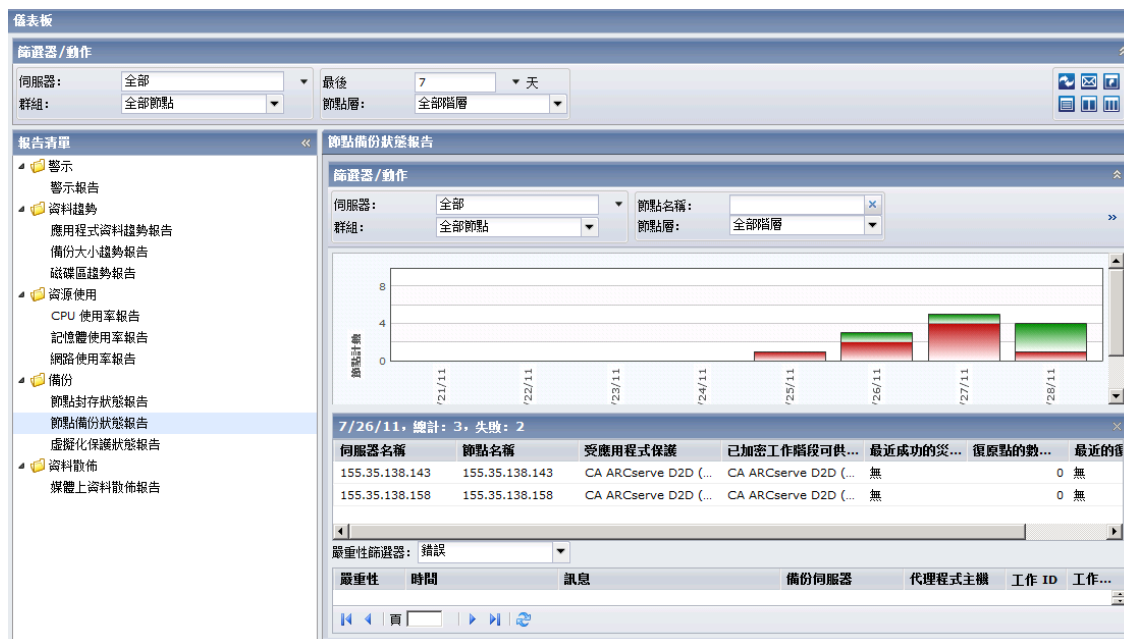 儀表板
篩選器/動作
伺服器: 全部 最後 7 天
群組: 全部節點 節點層: 全部階層
報告清單 «
警示
警示報告
資料趨勢
應用程式資料趨勢報告
備份大小趨勢報告
磁碟區趨勢報告
資源使用
CPU 使用率報告
記憶體使用率報告
網路使用率報告
備份
節點封存狀態報告
節點備份狀態報告
虛擬化保護狀態報告
資料散佈
媒體上資料散佈報告
節點備份狀態報告
篩選器/動作
伺服器: 全部 節點名稱:
群組: 全部節點 節點層: 全部階層
»
節點計數
8
4
0
/21/11 /22/11 /23/11 /24/11 /25/11 /26/11 /27/11 /28/11
7/26/11, 總計: 3, 失敗: 2
伺服器名稱 節點名稱 受應用程式保護 已加密工作階段可供... 最近成功的災... 復原點的數... 最近的復
155.35.138.143 155.35.138.143 CA ARCserve D2D (... CA ARCserve D2D (... 無 0 無
155.35.138.158 155.35.138.158 CA ARCserve D2D (... CA ARCserve D2D (... 無 0 無
嚴重性篩選器: 錯誤
嚴重性 時間 訊息 備份伺服器 代理程式主機 工作 ID 工作...
頁